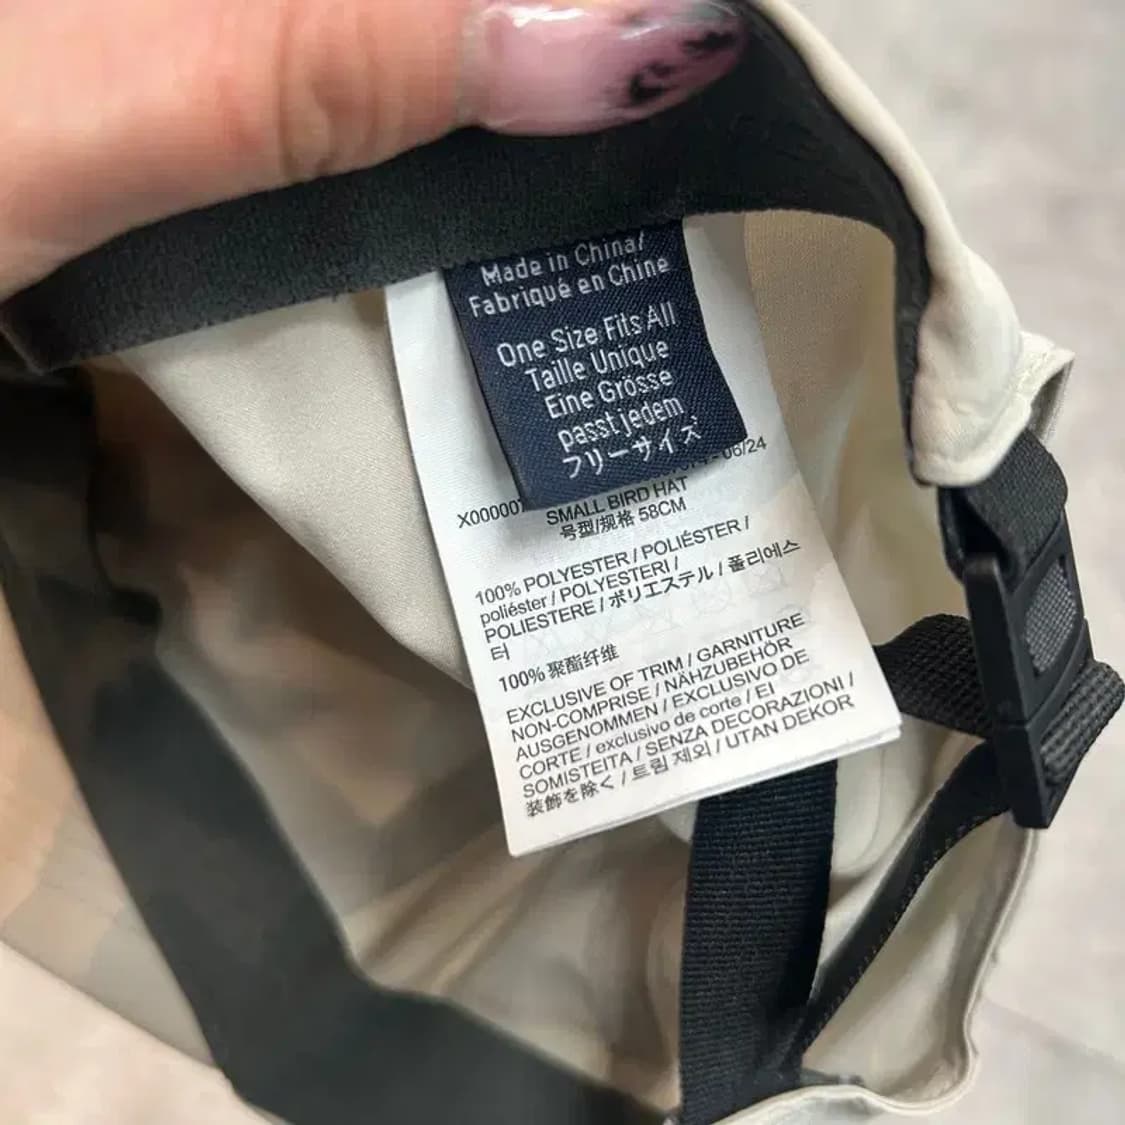 Made in China/
Fabriqué en Chine
One Size Fits All
Taille Unique
Eine Grösse
passt jedem
フリーサイズ
- 06/24
X000007
SMALL BIRD HAT
号型/规格 58CM
100% POLYESTER / POLIÉSTER /
poliéster / POLYESTERI /
POLIESTERE / ポリエステル / 폴리에스
터
100% 聚酯纤维
EXCLUSIVE OF TRIM / GARNITURE
NON-COMPRISE / NÄHZUBEHÖR
AUSGENOMMEN / EXCLUSIVO DE
CORTE / exclusivo de corte / EI
SOMISTEITA / SENZA DECORAZIONI /
装飾を除く / 트림 제외 / UTAN DEKOR